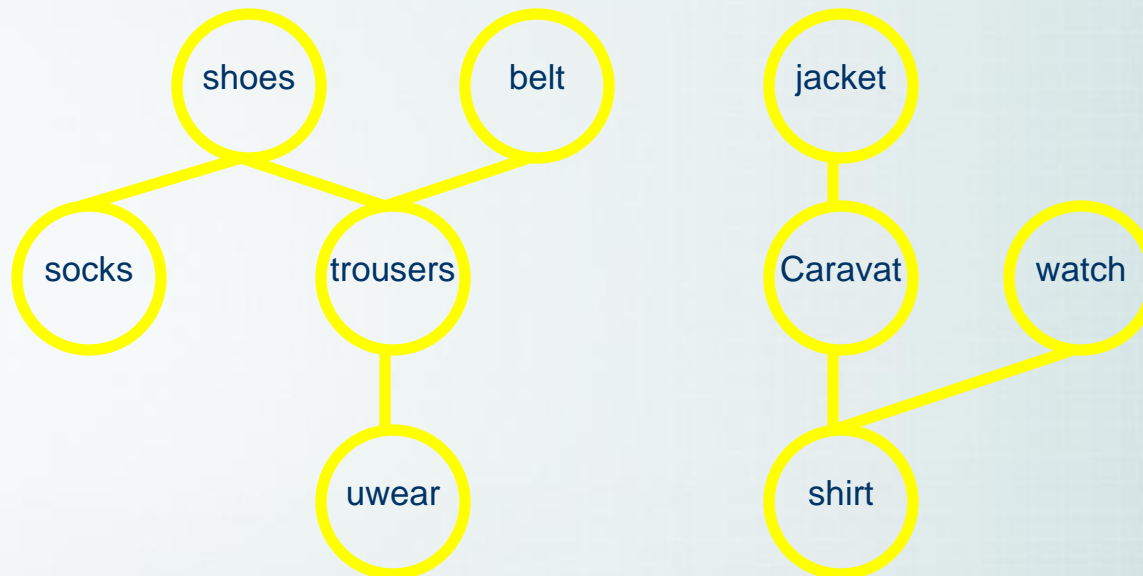 shoes
belt
jacket
socks
trousers
Caravat
watch
uwear
shirt